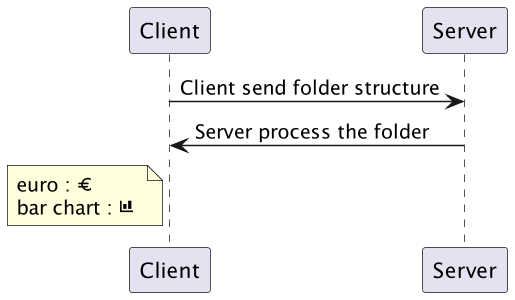 Client Server
Client send folder structure
Server process the folder
euro : €
bar chart : 
Client Server